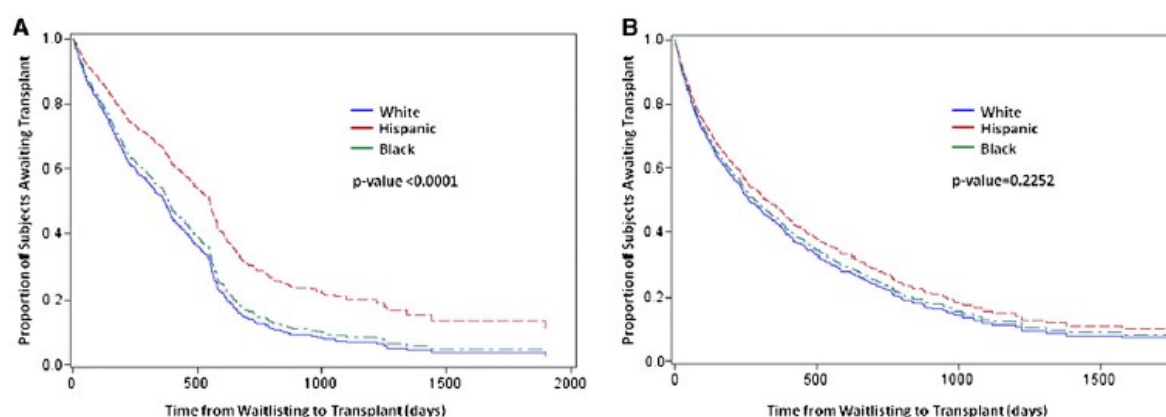 A
Proportion of Subjects Awaiting Transplant
1.0
0.8
0.6
0.4
0.2
0.0
White
Hispanic
Black
p-value <0.0001
0
500
1000
1500
2000
Time from Waitlisting to Transplant (days)
B
Proportion of Subjects Awaiting Transplant
1.0
0.8
0.6
0.4
0.2
0.0
White
Hispanic
Black
p-value=0.2252
0
500
1000
1500
Time from Waitlisting to Transplant (days)